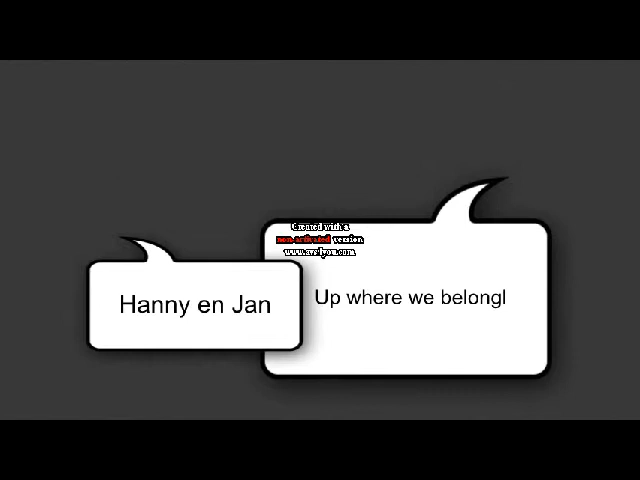 Created with a
non-activated version
www.avs4you.com
Hanny en Jan
Up where we belongl